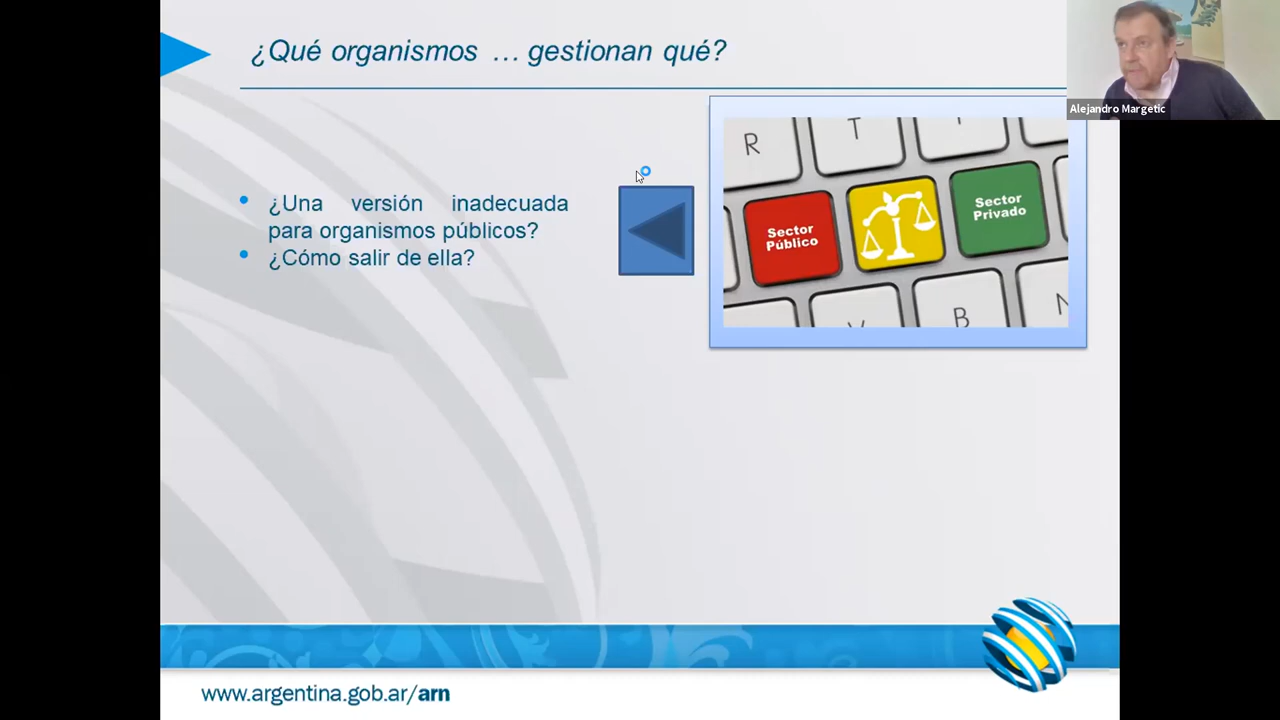 ¿Qué organismos … gestionan qué?
Alejandro Margetic
• ¿Una versión inadecuada
para organismos públicos?
• ¿Cómo salir de ella?
R
T
Sector
Público
Sector
Privado
B
www.argentina.gob.ar/arn